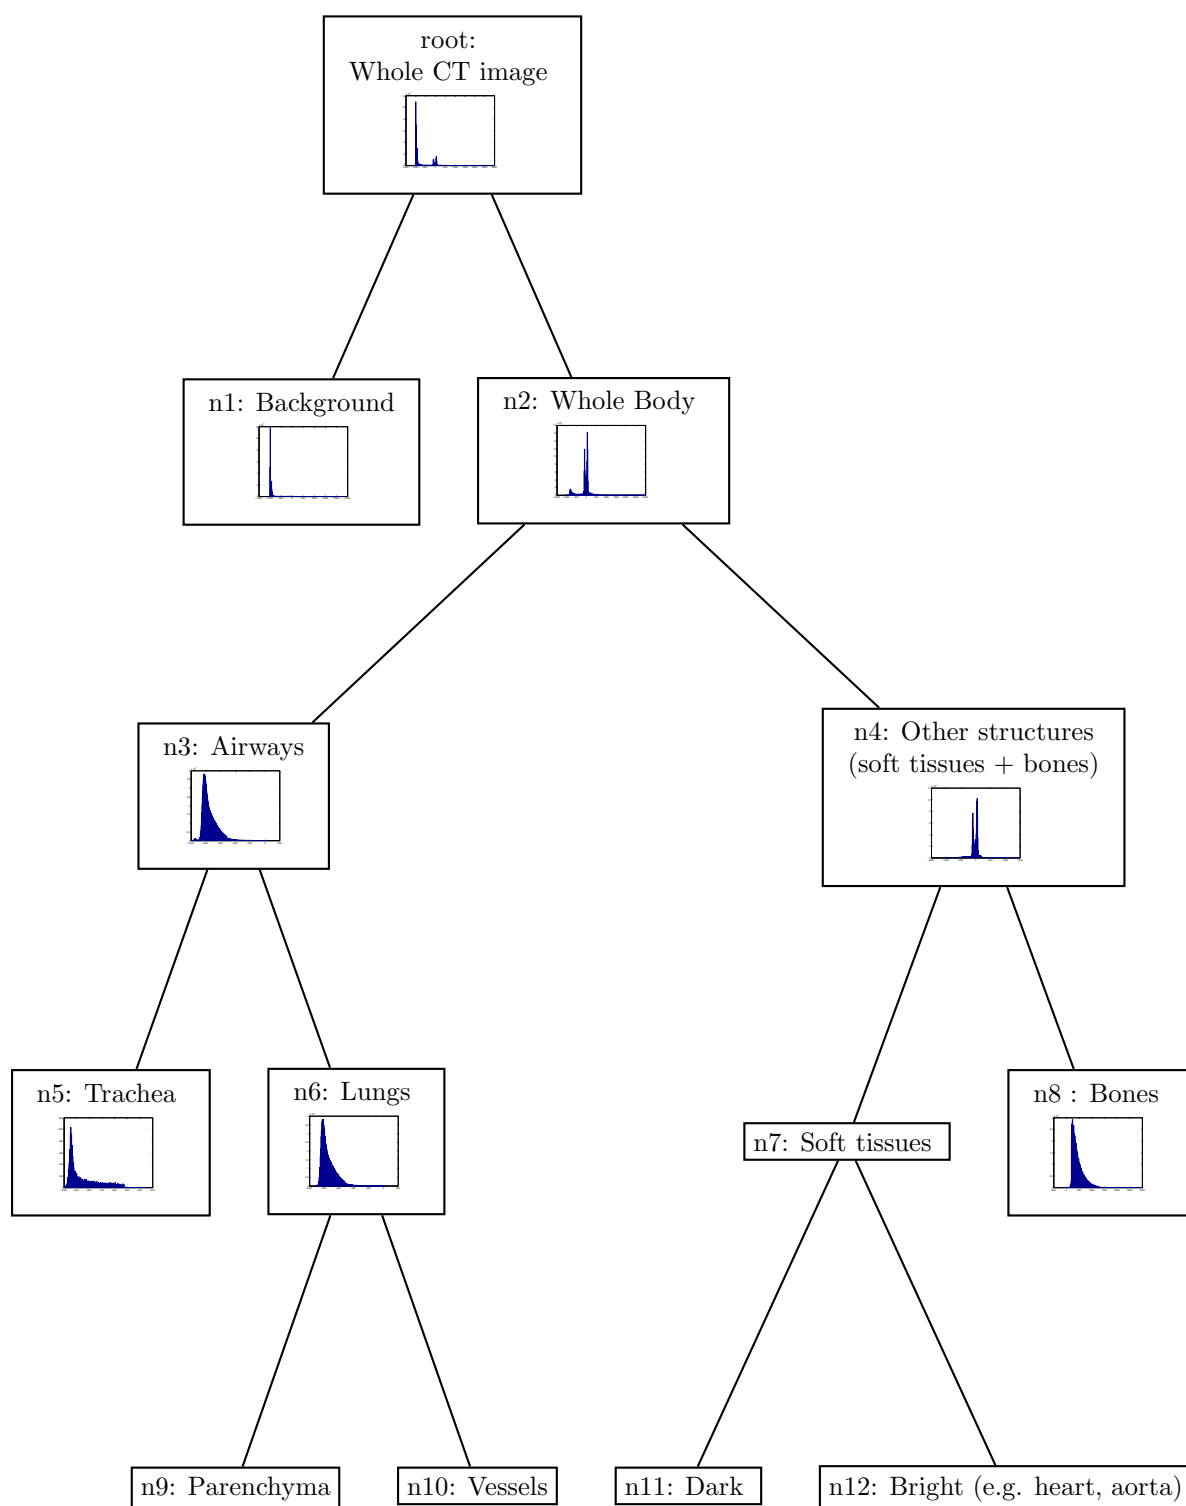 root:
Whole CT image
n1: Background
n2: Whole Body
n3: Airways
n4: Other structures
(soft tissues + bones)
n5: Trachea
n6: Lungs
n7: Soft tissues
n8 : Bones
n9: Parenchyma
n10: Vessels
n11: Dark
n12: Bright (e.g. heart, aorta)